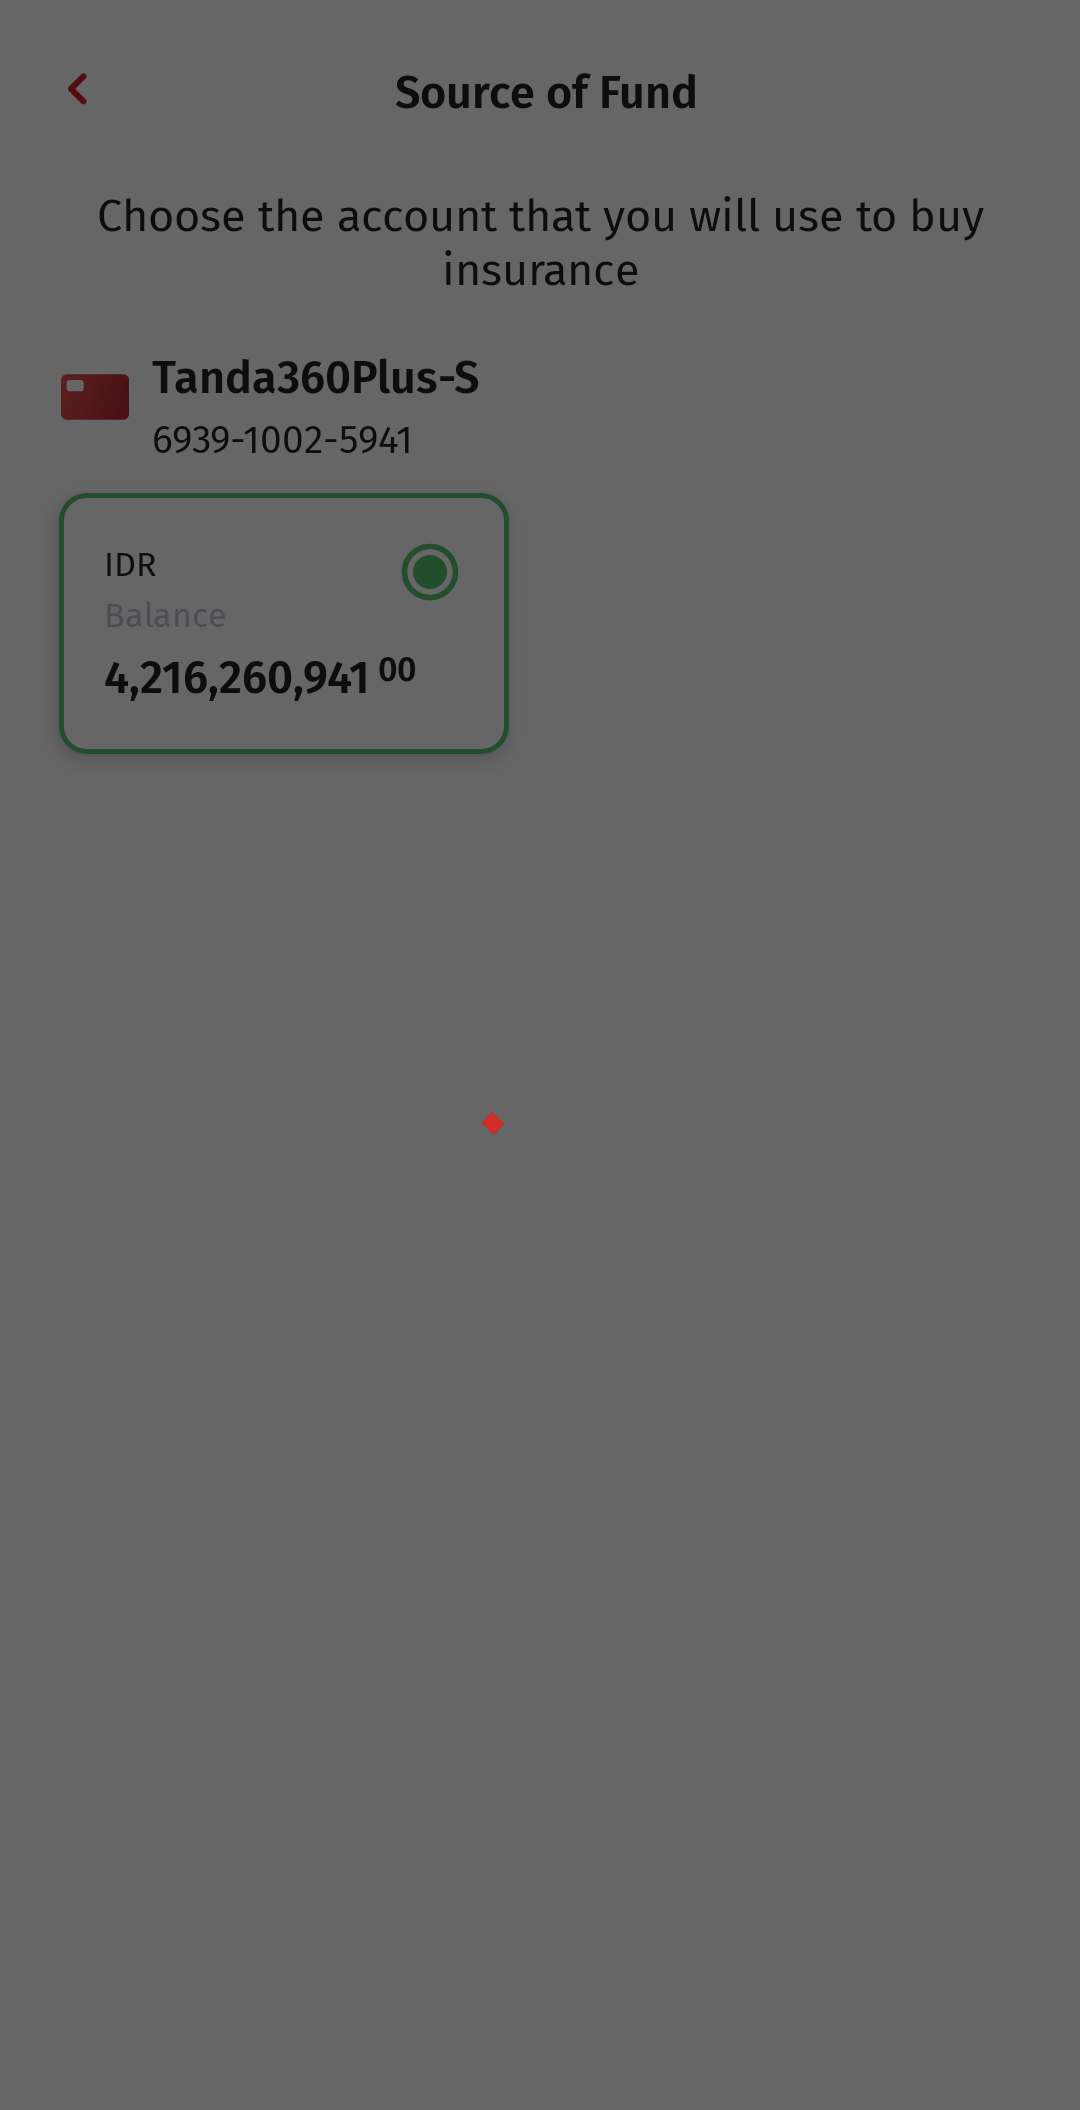 Source of Fund
Choose the account that you will use to buy
insurance
Tanda360Plus-S
6939-1002-5941
IDR
Balance
4,216,260,941 00